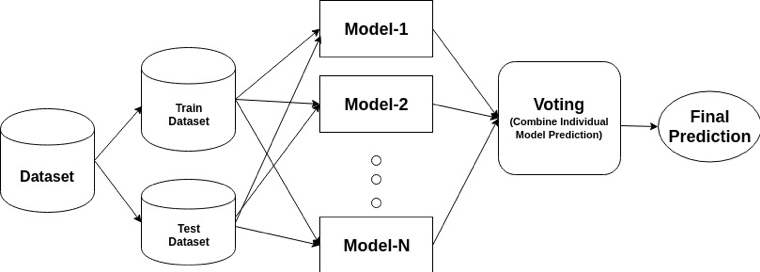 Dataset
Train
Dataset
Test
Dataset
Model-1
Model-2
Model-N
Voting
(Combine Individual
Model Prediction)
Final
Prediction